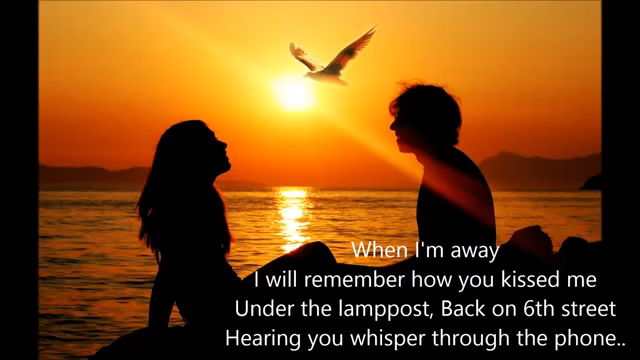 When I'm away
I will remember how you kissed me
Under the lamppost, Back on 6th street
Hearing you whisper through the phone..